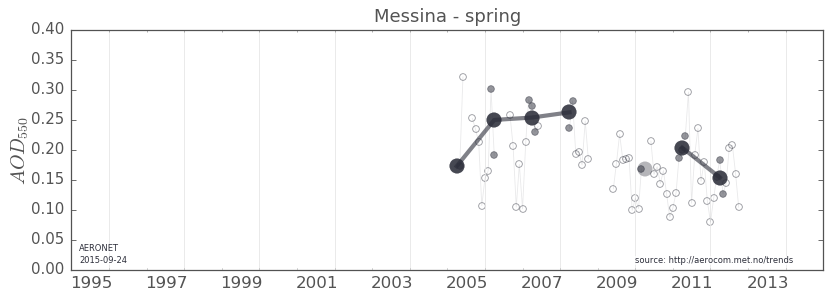 Messina - spring
0.40
0.35
0.30
0.25
0.20
0.15
0.10
0.05
0.00
AOD550
AERONET
2015-09-24
source: http://aerocom.met.no/trends
1995 1997 1999 2001 2003 2005 2007 2009 2011 2013